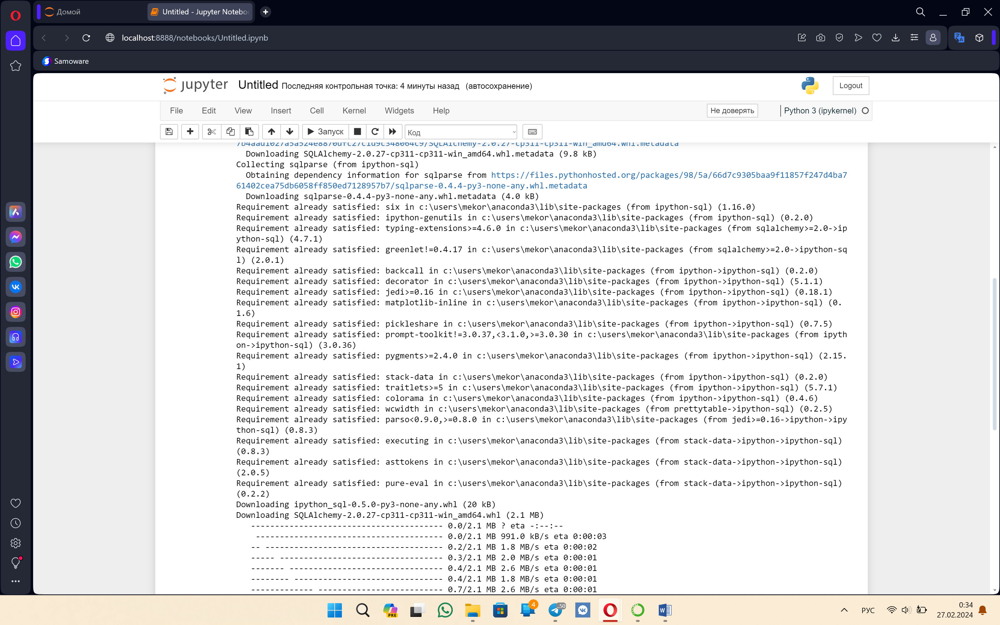 Домой
Untitled - Jupyter Notebo
localhost:8888/notebooks/Untitled.ipynb
Samoware
jupyter Untitled Последняя контрольная точка: 4 минуты назад (автосохранение)
Logout
File Edit View Insert Cell Kernel Widgets Help
Не доверять
Python 3 (ipykernel)
Запуск
Код
7b4aad1027a5a524e8870dfc27c1d9c348064c9/SQLAlchemy-2.0.27-cp311-cp311-win_amd64.whl.metadata
Downloading SQLAlchemy-2.0.27-cp311-cp311-win_amd64.whl.metadata (9.8 kB)
Collecting sqlparse (from ipython-sql)
Obtaining dependency information for sqlparse from https://files.pythonhosted.org/packages/98/5a/66d7c9305baa9f11857f247d4ba7
61402cea75db6058ff850ed7128957b7/sqlparse-0.4.4-py3-none-any.whl.metadata
Downloading sqlparse-0.4.4-py3-none-any.whl.metadata (4.0 kB)
Requirement already satisfied: six in c:\users\mekor\anaconda3\lib\site-packages (from ipython-sql) (1.16.0)
Requirement already satisfied: ipython-genutils in c:\users\mekor\anaconda3\lib\site-packages (from ipython-sql) (0.2.0)
Requirement already satisfied: typing-extensions>=4.6.0 in c:\users\mekor\anaconda3\lib\site-packages (from sqlalchemy>=2.0->ip
ython-sql) (4.7.1)
Requirement already satisfied: greenlet!=0.4.17 in c:\users\mekor\anaconda3\lib\site-packages (from sqlalchemy>=2.0->ipython-sq
l) (2.0.1)
Requirement already satisfied: backcall in c:\users\mekor\anaconda3\lib\site-packages (from ipython->ipython-sql) (0.2.0)
Requirement already satisfied: decorator in c:\users\mekor\anaconda3\lib\site-packages (from ipython->ipython-sql) (5.1.1)
Requirement already satisfied: jedi>=0.16 in c:\users\mekor\anaconda3\lib\site-packages (from ipython->ipython-sql) (0.18.1)
Requirement already satisfied: matplotlib-inline in c:\users\mekor\anaconda3\lib\site-packages (from ipython->ipython-sql) (0.
1.6)
Requirement already satisfied: pickleshare in c:\users\mekor\anaconda3\lib\site-packages (from ipython->ipython-sql) (0.7.5)
Requirement already satisfied: prompt-toolkit!=3.0.37,<3.1.0,>=3.0.30 in c:\users\mekor\anaconda3\lib\site-packages (from ipyth
on->ipython-sql) (3.0.36)
Requirement already satisfied: pygments>=2.4.0 in c:\users\mekor\anaconda3\lib\site-packages (from ipython->ipython-sql) (2.15.
1)
Requirement already satisfied: stack-data in c:\users\mekor\anaconda3\lib\site-packages (from ipython->ipython-sql) (0.2.0)
Requirement already satisfied: traitlets>=5 in c:\users\mekor\anaconda3\lib\site-packages (from ipython->ipython-sql) (5.7.1)
Requirement already satisfied: colorama in c:\users\mekor\anaconda3\lib\site-packages (from ipython->ipython-sql) (0.4.6)
Requirement already satisfied: wcwidth in c:\users\mekor\anaconda3\lib\site-packages (from prettytable->ipython-sql) (0.2.5)
Requirement already satisfied: parso<0.9.0,>=0.8.0 in c:\users\mekor\anaconda3\lib\site-packages (from jedi>=0.16->ipython->ipy
thon-sql) (0.8.3)
Requirement already satisfied: executing in c:\users\mekor\anaconda3\lib\site-packages (from stack-data->ipython->ipython-sql)
(0.8.3)
Requirement already satisfied: asttokens in c:\users\mekor\anaconda3\lib\site-packages (from stack-data->ipython->ipython-sql)
(2.0.5)
Requirement already satisfied: pure-eval in c:\users\mekor\anaconda3\lib\site-packages (from stack-data->ipython->ipython-sql)
(0.2.2)
Downloading ipython_sql-0.5.0-py3-none-any.whl (20 kB)
Downloading SQLAlchemy-2.0.27-cp311-cp311-win_amd64.whl (2.1 MB)
---------------------------------------- 0.0/2.1 MB ? eta -:--:--
--------------------------------------- 0.0/2.1 MB 991.0 kB/s eta 0:00:03
-- ------------------------------------- 0.2/2.1 MB 1.8 MB/s eta 0:00:02
----- ---------------------------------- 0.3/2.1 MB 2.0 MB/s eta 0:00:01
------- -------------------------------- 0.4/2.1 MB 2.6 MB/s eta 0:00:01
-------- ------------------------------- 0.4/2.1 MB 1.8 MB/s eta 0:00:01
------------- -------------------------- 0.7/2.1 MB 2.6 MB/s eta 0:00:01
PRE
4
..50
W
РУС
0:34
27.02.2024